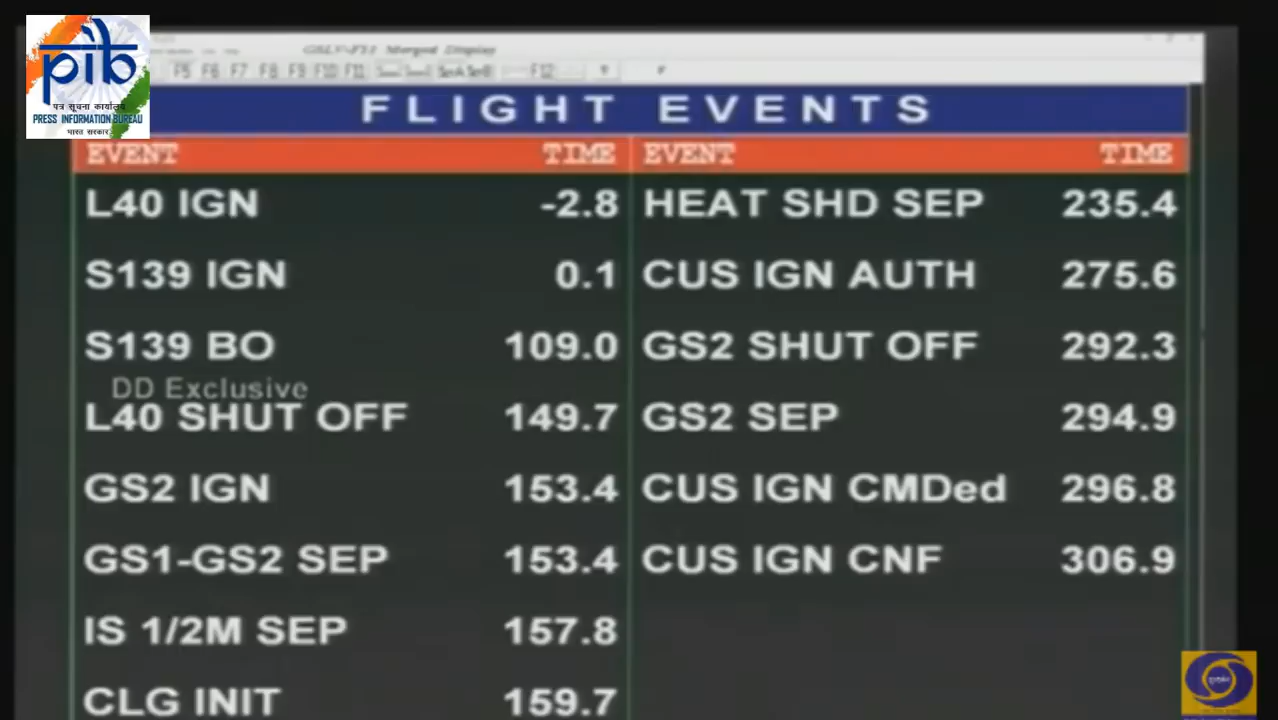 GSLV-F11 Merged Display
F5 F6 F7 F8 F9 F10 F11 F12
pib
पत्र सूचना कार्यालय
PRESS INFORMATION BUREAU
भारत सरकार
FLIGHT EVENTS
EVENT TIME EVENT TIME
L40 IGN -2.8 HEAT SHD SEP 235.4
S139 IGN 0.1 CUS IGN AUTH 275.6
S139 BO 109.0 GS2 SHUT OFF 292.3
DD Exclusive
L40 SHUT OFF 149.7 GS2 SEP 294.9
GS2 IGN 153.4 CUS IGN CMDed 296.8
GS1-GS2 SEP 153.4 CUS IGN CNF 306.9
IS 1/2M SEP 157.8
CLG INIT 159.7